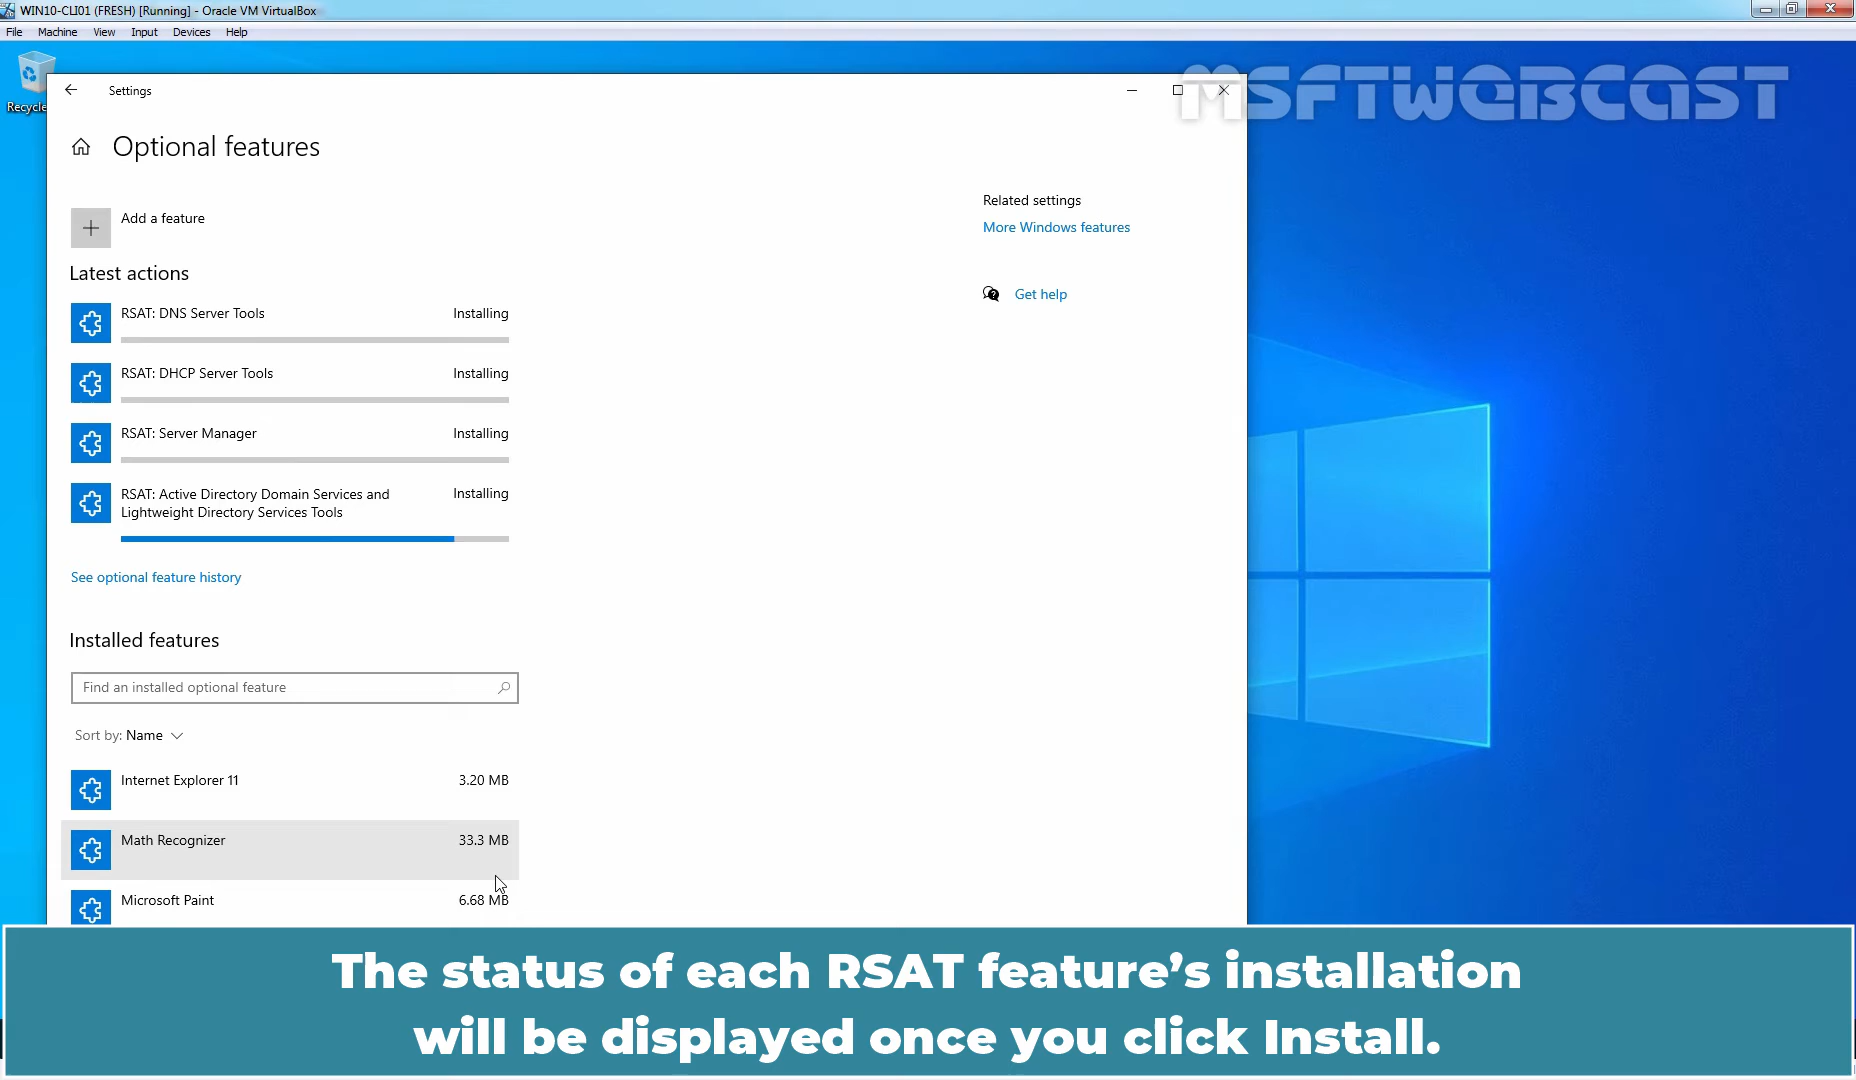 WIN10-CLI01 (FRESH) [Running] - Oracle VM VirtualBox
File Machine View Input Devices Help
Recycle
Settings
MSFTWEBCAST
Optional features
Add a feature
Related settings
More Windows features
Get help
Latest actions
RSAT: DNS Server Tools Installing
RSAT: DHCP Server Tools Installing
RSAT: Server Manager Installing
RSAT: Active Directory Domain Services and Installing
Lightweight Directory Services Tools
See optional feature history
Installed features
Find an installed optional feature
Sort by: Name
Internet Explorer 11 3.20 MB
Math Recognizer 33.3 MB
Microsoft Paint 6.68 MB
The status of each RSAT feature’s installation
will be displayed once you click Install.